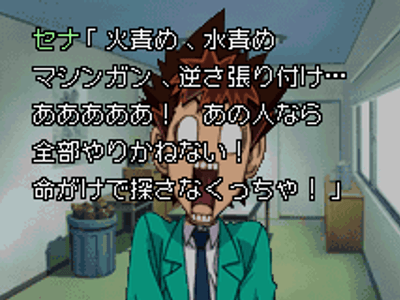 セナ「火責め、水責め
マシンガン、逆さ張り付け…
あああああ！　あの人なら
全部やりかねない！
命がけで探さなくっちゃ！」